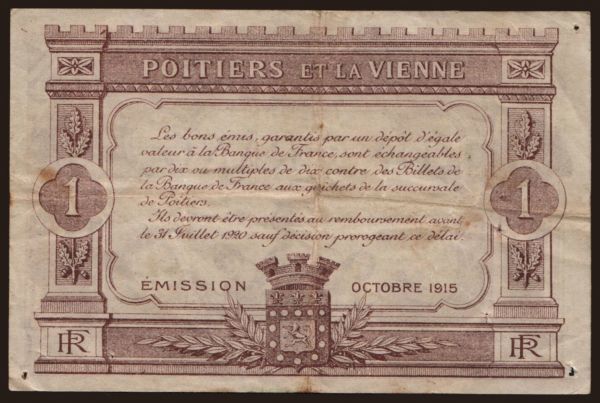 POITIERS ET LA VIENNE
Les bons émis, garantis par un dépôt d'égale
valeur à la Banque de France, sont échangeables
par dix ou multiples de dix contre des Billets de
la Banque de France aux guichets de la succursale
de Poitiers.
Ils devront être présentés au remboursement avant
le 31 Juillet 1920 sauf décision prorogeant ce délai.
1
1
ÉMISSION OCTOBRE 1915
RF
RF